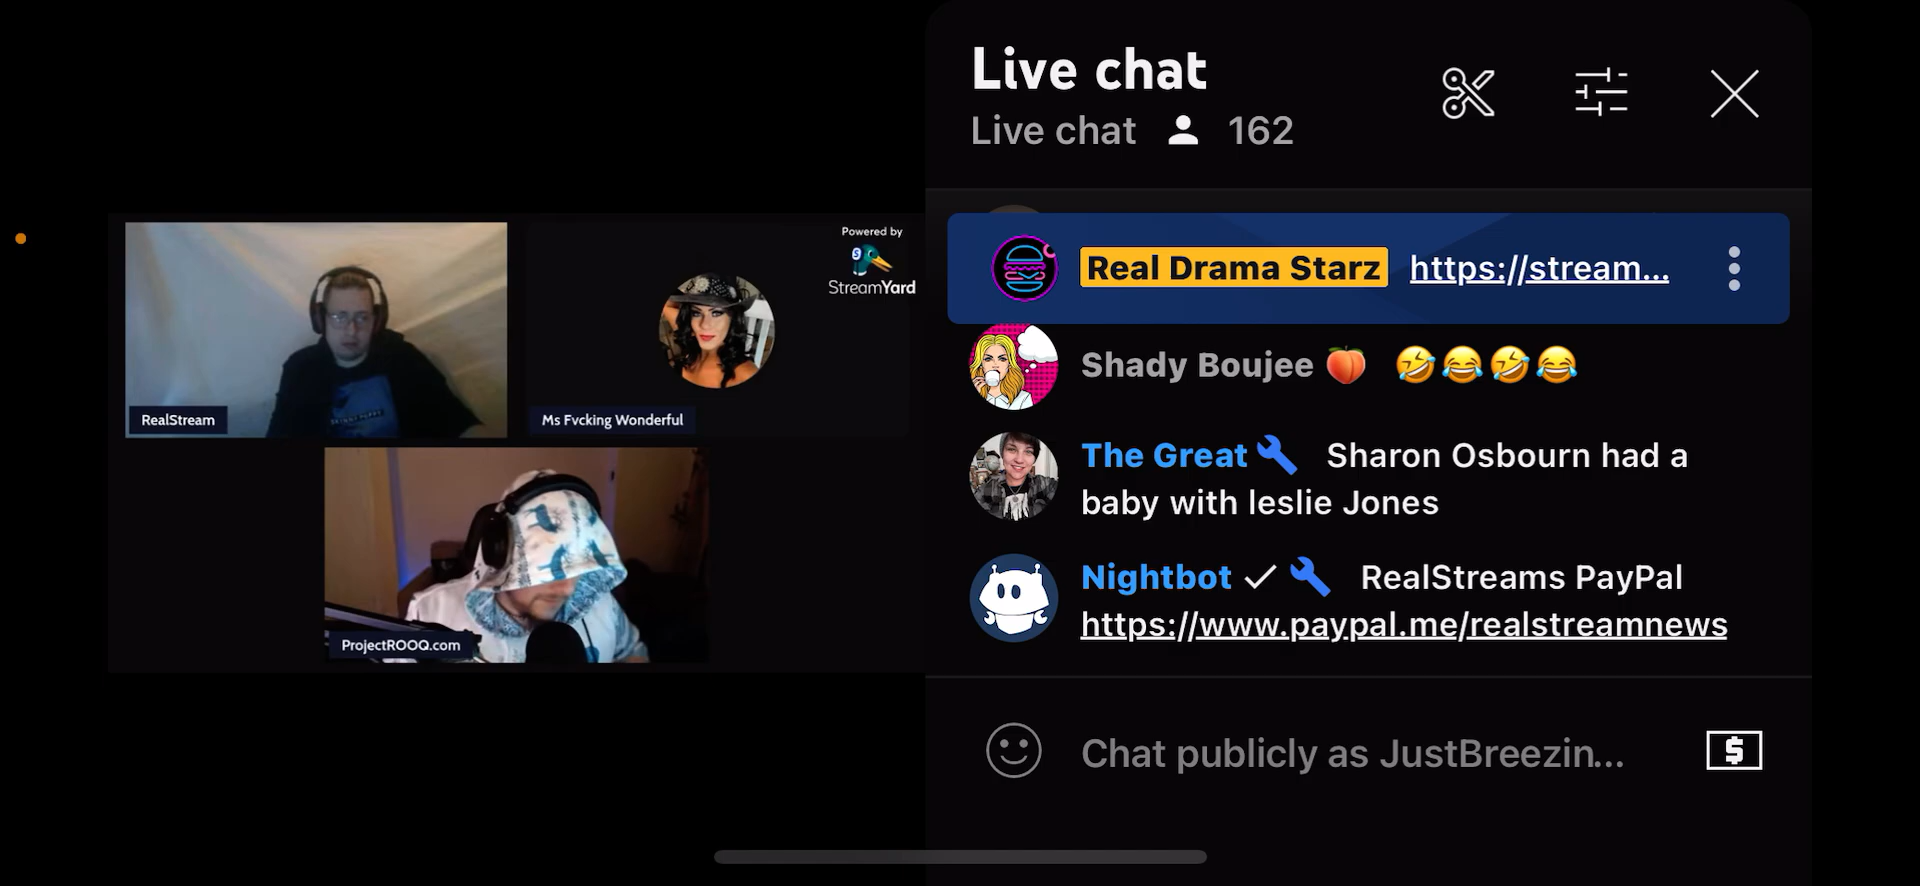 Powered by
StreamYard
RealStream
Ms Fvcking Wonderful
ProjectROOQ.com
Live chat
Live chat 162
Real Drama Starz https://stream...
Shady Boujee 🍑 🤣😂🤣😂
The Great Sharon Osbourn had a
baby with leslie Jones
Nightbot RealStreams PayPal
https://www.paypal.me/realstreamnews
Chat publicly as JustBreezin...